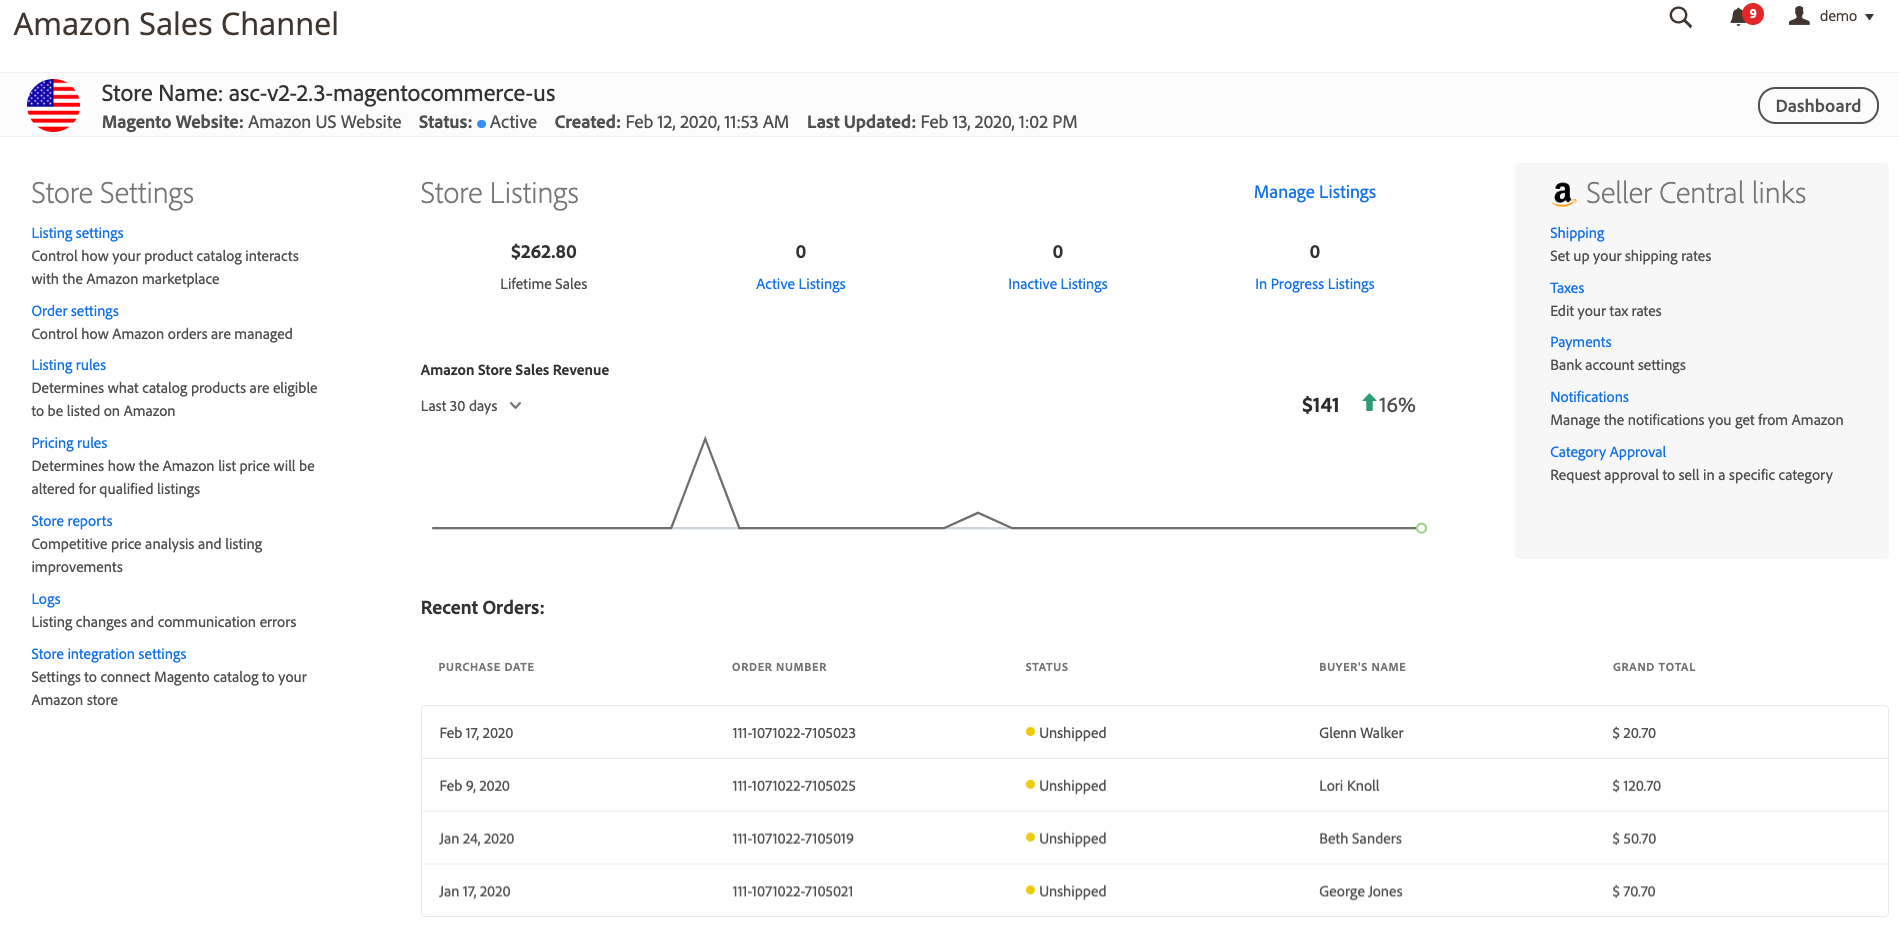 Amazon Sales Channel
9
demo
Store Name: asc-v2-2.3-magentocommerce-us
Magento Website: Amazon US Website Status: Active Created: Feb 12, 2020, 11:53 AM Last Updated: Feb 13, 2020, 1:02 PM
Dashboard
Store Settings
Listing settings
Control how your product catalog interacts
with the Amazon marketplace
Order settings
Control how Amazon orders are managed
Listing rules
Determines what catalog products are eligible
to be listed on Amazon
Pricing rules
Determines how the Amazon list price will be
altered for qualified listings
Store reports
Competitive price analysis and listing
improvements
Logs
Listing changes and communication errors
Store integration settings
Settings to connect Magento catalog to your
Amazon store
Store Listings
Manage Listings
$262.80 0 0 0
Lifetime Sales Active Listings Inactive Listings In Progress Listings
Amazon Store Sales Revenue
Last 30 days
$141 16%
a Seller Central links
Shipping
Set up your shipping rates
Taxes
Edit your tax rates
Payments
Bank account settings
Notifications
Manage the notifications you get from Amazon
Category Approval
Request approval to sell in a specific category
Recent Orders:
PURCHASE DATE ORDER NUMBER STATUS BUYER'S NAME GRAND TOTAL
Feb 17, 2020 111-1071022-7105023 Unshipped Glenn Walker $ 20.70
Feb 9, 2020 111-1071022-7105025 Unshipped Lori Knoll $ 120.70
Jan 24, 2020 111-1071022-7105019 Unshipped Beth Sanders $ 50.70
Jan 17, 2020 111-1071022-7105021 Unshipped George Jones $ 70.70